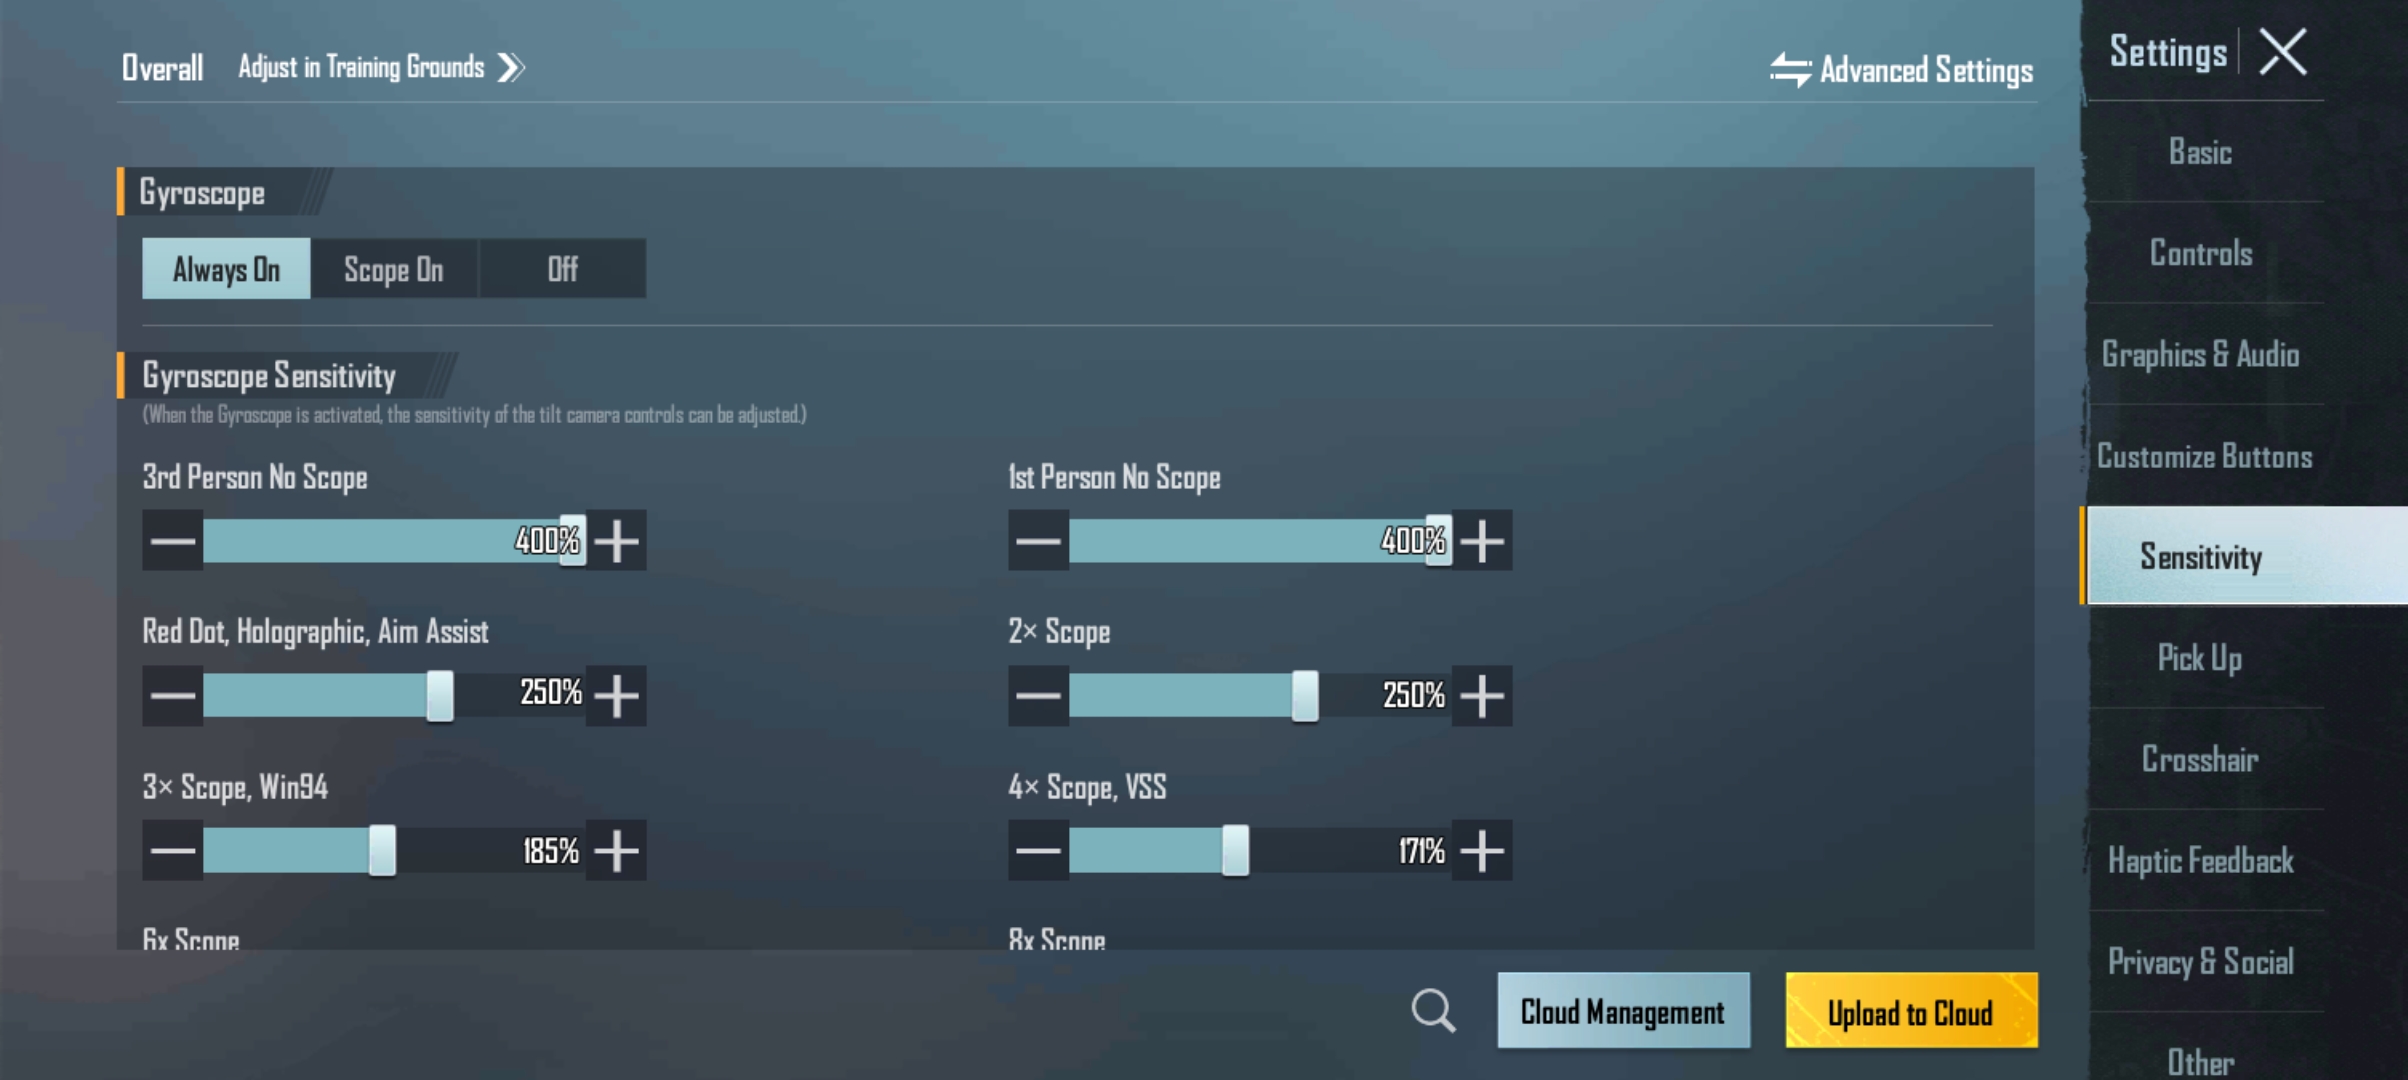 Overall
Adjust in Training Grounds
Advanced Settings
Gyroscope
Always On
Scope On
Off
Gyroscope Sensitivity
(When the Gyroscope is activated, the sensitivity of the tilt camera controls can be adjusted.)
3rd Person No Scope
400%
1st Person No Scope
400%
Red Dot, Holographic, Aim Assist
250%
2× Scope
250%
3× Scope, Win94
185%
4× Scope, VSS
171%
6x Scope
8x Scope
Cloud Management
Upload to Cloud
Settings
Basic
Controls
Graphics & Audio
Customize Buttons
Sensitivity
Pick Up
Crosshair
Haptic Feedback
Privacy & Social
Other